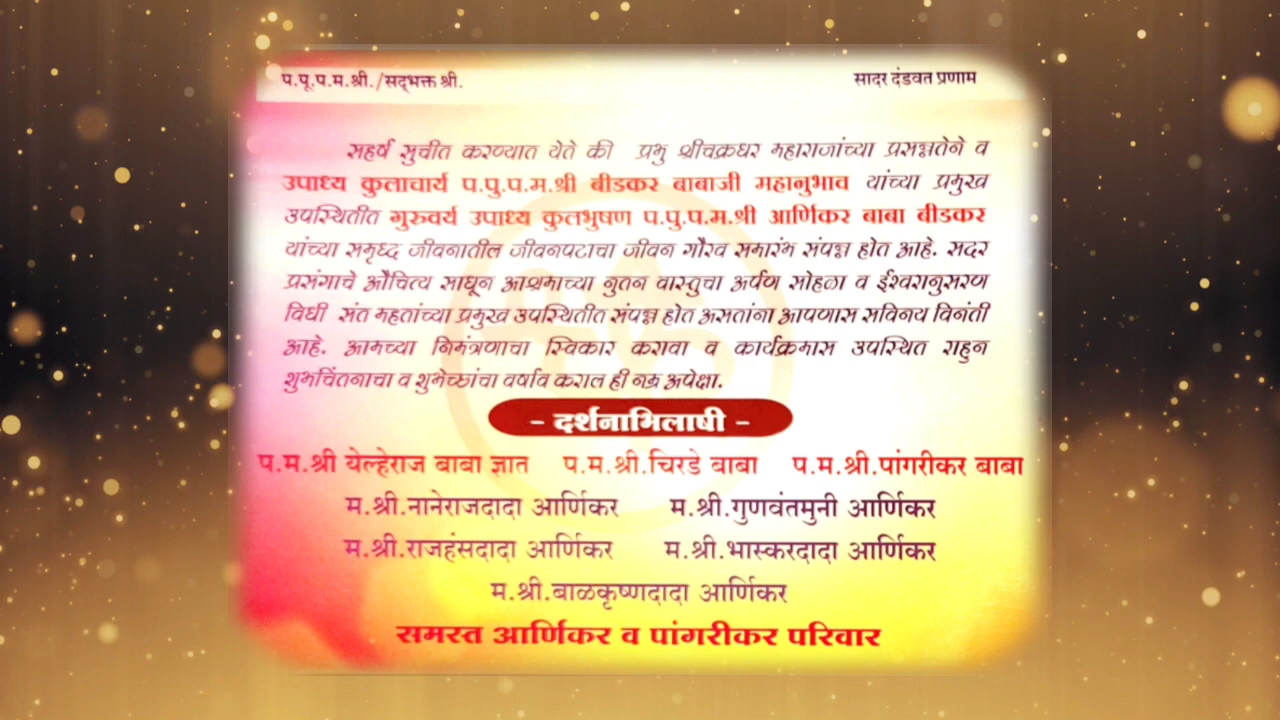 प.पू.प.म.श्री./सद्‌भक्त श्री. सादर दंडवत प्रणाम
सहर्ष सुचीत करण्यात येते की प्रभु श्रीचक्रधर महाराजांच्या प्रसन्नतेने व
उपाध्य कुलाचार्य प.पु.प.म.श्री बीडकर बाबाजी महानुभाव यांच्या प्रमुख
उपस्थितीत गुरुवर्य उपाध्य कुलभुषण प.पु.प.म.श्री आर्णिकर बाबा बीडकर
यांच्या समृध्द जीवनातील जीवनपटाचा जीवन गौरव समारंभ संपन्न होत आहे. सदर
प्रसंगाचे औचित्य साधून आश्रमाच्या नुतन वास्तुचा अर्पण सोहळा व ईश्वरानुसरण
विधी संत महतांच्या प्रमुख उपस्थितीत संपन्न होत असतांना आपणास सविनय विनंती
आहे. आमच्या निमंत्रणाचा स्विकार करावा व कार्यक्रमास उपस्थित राहुन
शुभचिंतनाचा व शुभेच्छांचा वर्षाव कराल ही नम्र अपेक्षा.
- दर्शनाभिलाषी -
प.म.श्री येल्हेराज बाबा ज्ञात प.म.श्री.चिरडे बाबा प.म.श्री.पांगरीकर बाबा
म.श्री.नानेराजदादा आर्णिकर म.श्री.गुणवंतमुनी आर्णिकर
म.श्री.राजहंसदादा आर्णिकर म.श्री.भास्करदादा आर्णिकर
म.श्री.बाळकृष्णदादा आर्णिकर
समस्त आर्णिकर व पांगरीकर परिवार